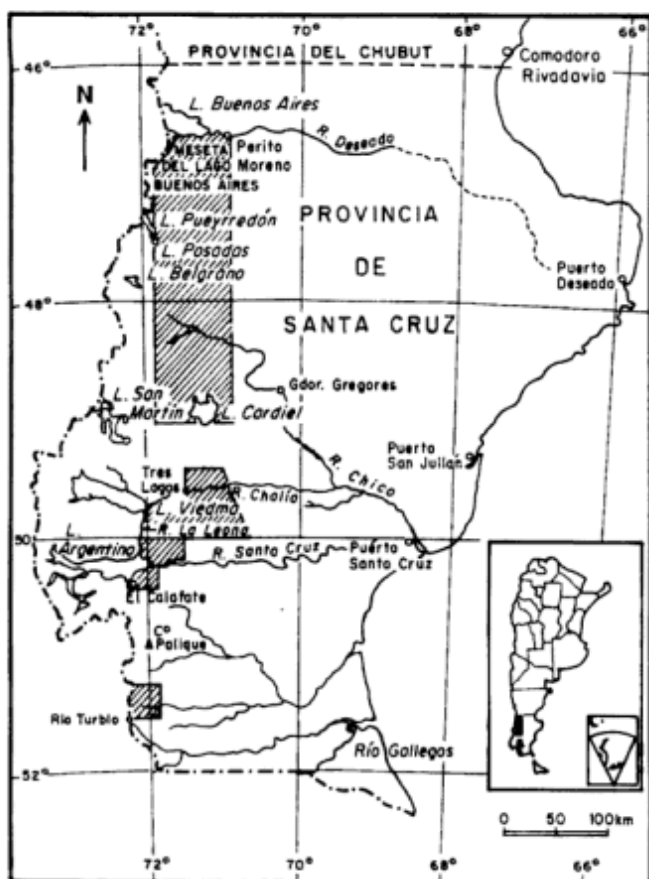 72°
70°
68°
66°
PROVINCIA DEL CHUBUT
46°
Comodoro
Rivadavia
N
L. Buenos Aires
R. Deseado
MESETA
Perito
DEL LAGO
Moreno
BUENOS AIRES
PROVINCIA
L. Pueyrredón
L. Posadas
DE
L. Belgrano
Puerto
Deseado
48°
SANTA CRUZ
Gdor. Gregores
L. San
Martín
L. Cardiel
Puerto
San Julián
R. Chico
Tres
Lagos
R. Chalía
L. Viedma
R. La Leona
L.
Argentino
50
R. Santa Cruz
Puerto
Santa Cruz
El Calafate
Cº
Palique
Río Turbio
Río Gallegos
52°
0 50 100km
72°
70°
68°
66°